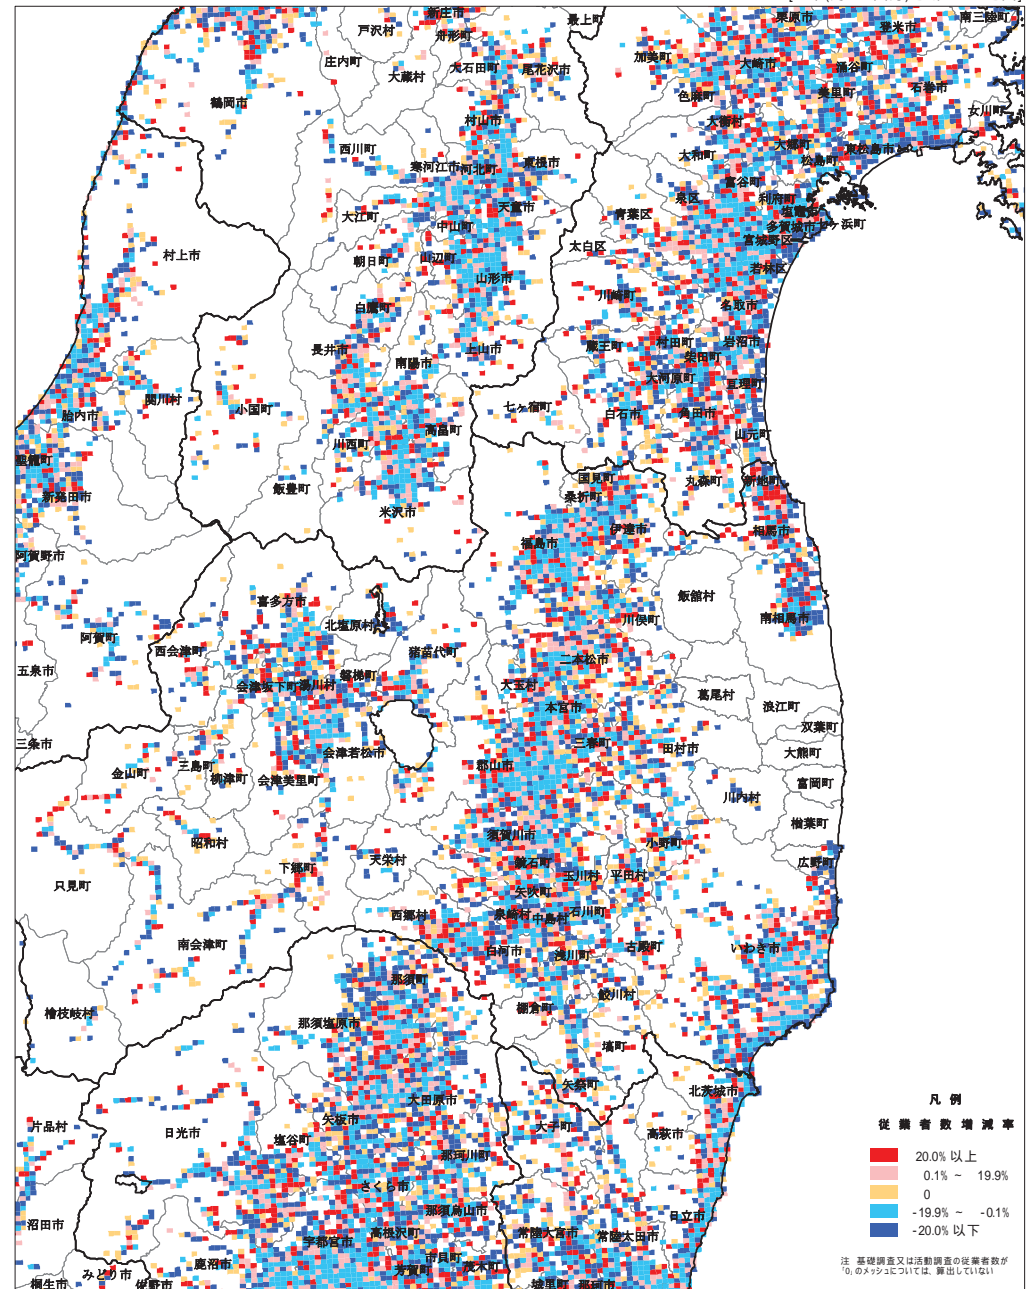 新庄市
最上町
戸沢村
舟形町
栗原市
南三陸町
登米市
庄内町
大蔵村
大石田町
尾花沢市
加美町
大崎市
涌谷町
鶴岡市
色麻町
美里町
石巻市
女川町
村山市
大衡村
西川町
寒河江市
河北町
東根市
大和町
大郷町
松島町
東松島市
富谷町
大江町
天童市
青葉区
泉区
利府町
塩竈市
中山町
多賀城市
七ヶ浜町
村上市
朝日町
山辺町
太白区
宮城野区
山形市
若林区
白鷹町
川崎町
名取市
長井市
南陽市
上山市
蔵王町
村田町
柴田町
岩沼市
関川村
小国町
大河原町
亘理町
胎内市
七ヶ宿町
白石市
角田市
川西町
高畠町
山元町
聖籠町
新発田市
飯豊町
国見町
桑折町
丸森町
新地町
米沢市
阿賀野市
福島市
伊達市
相馬市
喜多方市
飯舘村
北塩原村
川俣町
南相馬市
阿賀町
西会津町
猪苗代町
二本松市
五泉市
会津坂下町
湯川村
磐梯町
大玉村
葛尾村
本宮市
浪江町
双葉町
三条市
三春町
田村市
大熊町
金山町
三島町
柳津町
会津美里町
会津若松市
郡山市
富岡町
川内村
楢葉町
昭和村
須賀川市
小野町
只見町
下郷町
天栄村
鏡石町
玉川村
平田村
広野町
矢吹町
西郷村
泉崎村
中島村
石川町
南会津町
白河市
浅川町
古殿町
いわき市
那須町
鮫川村
檜枝岐村
那須塩原市
棚倉町
塙町
矢祭町
北茨城市
大田原市
片品村
日光市
矢板市
塩谷町
大子町
高萩市
那珂川町
さくら市
沼田市
那須烏山市
日立市
宇都宮市
高根沢町
常陸大宮市
常陸太田市
鹿沼市
市貝町
芳賀町
茂木町
みどり市
桐生市
佐野市
城里町
那珂市
凡 例
従 業 者 数 増 減 率
20.0% 以上
0.1% ～ 19.9%
0
-19.9% ～ -0.1%
-20.0% 以下
注 基礎調査又は活動調査の従業者数が
「0」のメッシュについては、算出していない